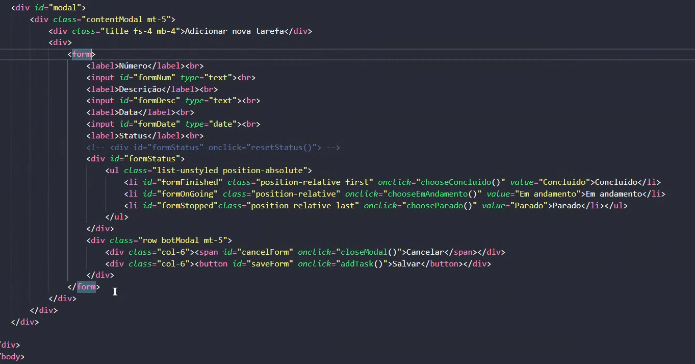 <div id="modal">
<div class="contentModal mt-5">
<div class="title fs-4 mb-4">Adicionar nova tarefa</div>
<div>
<form>
<label>Número</label><br>
<input id="formNum" type="text"><br>
<label>Descrição</label><br>
<input id="formDesc" type="text"><br>
<label>Data</label><br>
<input id="formDate" type="date"><br>
<label>Status</label><br>
<!-- <div id="formStatus" onclick="resetStatus()"> -->
<div id="formStatus">
<ul class="list-unstyled position-absolute">
<li id="formFinished" class="position-relative first" onclick="chooseConcluido()" value="Concluido">Concluido</li>
<li id="formOnGoing" class="position-relative" onclick="chooseEmAndamento()" value="Em andamento">Em andamento</li>
<li id="formStopped"class="position-relative last" onclick="chooseParado()" value="Parado">Parado</li></ul>
</ul>
</div>
<div class="row botModal mt-5">
<div class="col-6"><span id="cancelForm" onclick="closeModal()">Cancelar</span></div>
<div class="col-6"><button id="saveForm" onclick="addTask()">Salvar</button></div>
</div>
</form>
</div>
</div>
</div>
/div>
/body>